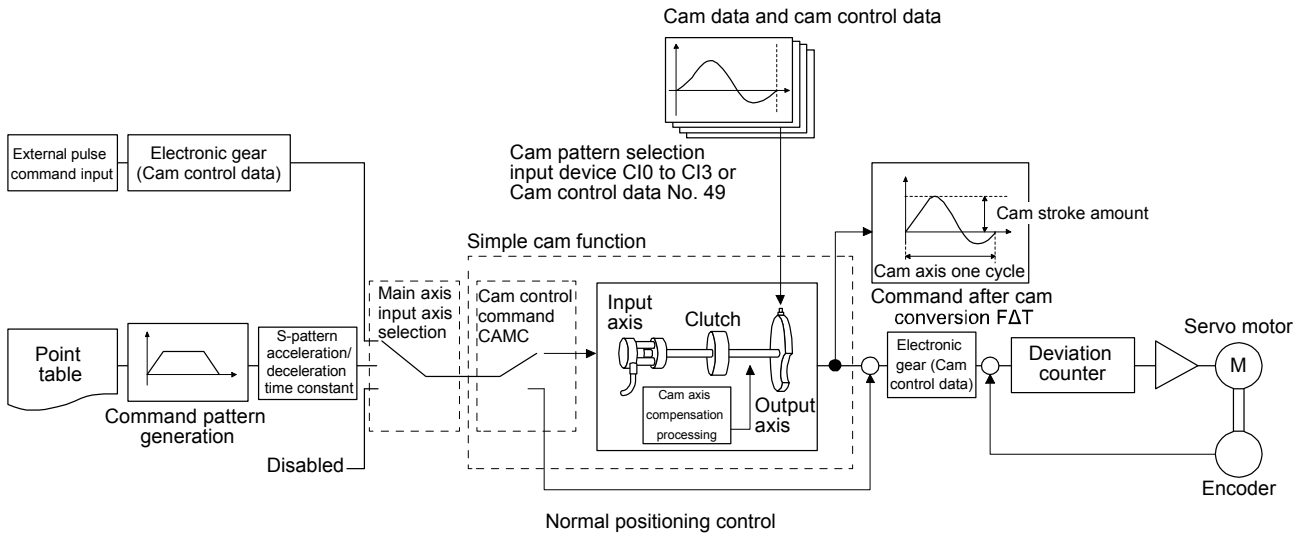 Cam data and cam control data
External pulse
command input
Electronic gear
(Cam control data)
Cam pattern selection
input device CI0 to CI3 or
Cam control data No. 49
Cam stroke amount
Cam axis one cycle
Command after cam
conversion FΔT
Simple cam function
Main axis
input axis
selection
Cam control
command
CAMC
Input
axis
Clutch
Cam axis
compensation
processing
Output
axis
Point
table
Command pattern
generation
S-pattern
acceleration/
deceleration
time constant
Disabled
Electronic
gear (Cam
control data)
Deviation
counter
Servo motor
M
Encoder
Normal positioning control